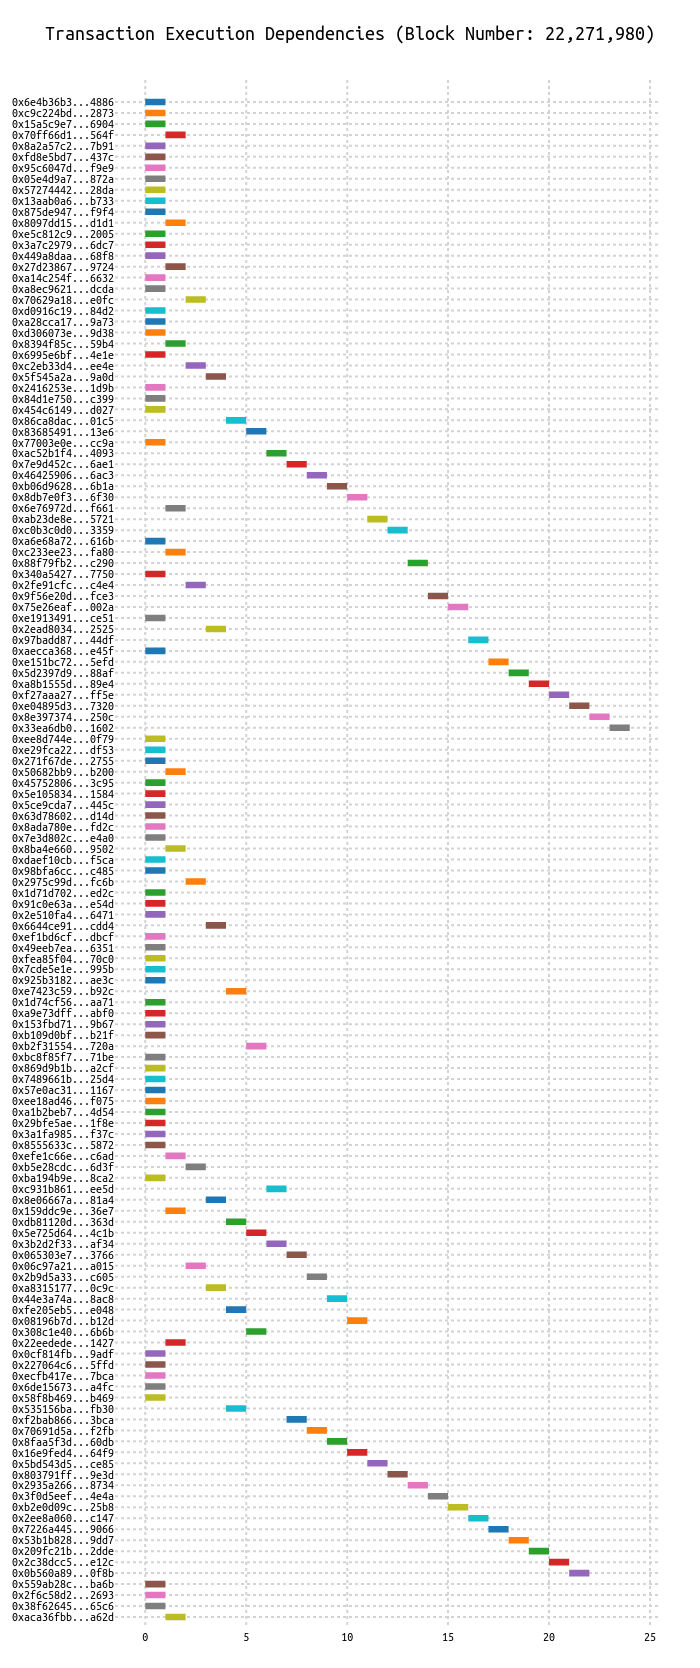 Transaction Execution Dependencies (Block Number: 22,271,980)
0x6e4b36b3...4886
0xc9c224bd...2873
0x15a5c9e7...6904
0x70ff66d1...564f
0x8a2a57c2...7b91
0xfd8e5bd7...437c
0x95c6047d...f9e9
0x05e4d9a7...872a
0x57274442...28da
0x13aab0a6...b733
0x875de947...f9f4
0x8097dd15...d1d1
0xe5c812c9...2005
0x3a7c2979...6dc7
0x449a8daa...68f8
0x27d23867...9724
0xa14c254f...6632
0xa8ec9621...dcda
0x70629a18...e0fc
0xd0916c19...84d2
0xa28cca17...9a73
0xd306073e...9d38
0x8394f85c...59b4
0x6995e6bf...4e1e
0xc2eb33d4...ee4e
0x5f545a2a...9a0d
0x2416253e...1d9b
0x84d1e750...c399
0x454c6149...d027
0x86ca8dac...01c5
0x83685491...13e6
0x77003e0e...cc9a
0xac52b1f4...4093
0x7e9d452c...6ae1
0x46425906...6ac3
0xb06d9628...6b1a
0x8db7e0f3...6f30
0x6e76972d...f661
0xab23de8e...5721
0xc0b3c0d0...3359
0xa6e68a72...616b
0xc233ee23...fa80
0x88f79fb2...c290
0x340a5427...7750
0x2fe91cfc...c4e4
0x9f56e20d...fce3
0x75e26eaf...002a
0xe1913491...ce51
0x2ead8034...2525
0x97badd87...44df
0xaecca368...e45f
0xe151bc72...5efd
0x5d2397d9...88af
0xa8b1555d...89e4
0xf27aaa27...ff5e
0xe04895d3...7320
0x8e397374...250c
0x33ea6db0...1602
0xee8d744e...0f79
0xe29fca22...df53
0x271f67de...2755
0x50682bb9...b200
0x45752806...3c95
0x5e105834...1584
0x5ce9cda7...445c
0x63d78602...d14d
0x8ada780e...fd2c
0x7e3d802c...e4a0
0x8ba4e660...9502
0xdaef10cb...f5ca
0x98bfa6cc...c485
0x2975c99d...fc6b
0x1d71d702...ed2c
0x91c0e63a...e54d
0x2e510fa4...6471
0x6644ce91...cdd4
0xef1bd6cf...dbcf
0x49eeb7ea...6351
0xfea85f04...70c0
0x7cde5e1e...995b
0x925b3182...ae3c
0xe7423c59...b92c
0x1d74cf56...aa71
0xa9e73dff...abf0
0x153fbd71...9b67
0xb109d0bf...b21f
0xb2f31554...720a
0xbc8f85f7...71be
0x869d9b1b...a2cf
0x7489661b...25d4
0x57e0ac31...1167
0xee18ad46...f075
0xa1b2beb7...4d54
0x29bfe5ae...1f8e
0x3a1fa985...f37c
0x8555633c...5872
0xefe1c66e...c6ad
0xb5e28cdc...6d3f
0xba194b9e...8ca2
0xc931b861...ee5d
0x8e06667a...81a4
0x159ddc9e...36e7
0xdb81120d...363d
0x5e725d64...4c1b
0x3b2d2f33...af34
0x065303e7...3766
0x06c97a21...a015
0x2b9d5a33...c605
0xa8315177...0c9c
0x44e3a74a...8ac8
0xfe205eb5...e048
0x08196b7d...b12d
0x308c1e40...6b6b
0x22eedede...1427
0x0cf814fb...9adf
0x227064c6...5ffd
0xecfb417e...7bca
0x6de15673...a4fc
0x58f8b469...b469
0x535156ba...fb30
0xf2bab866...3bca
0x70691d5a...f2fb
0x8faa5f3d...60db
0x16e9fed4...64f9
0x5bd543d5...ce85
0x803791ff...9e3d
0x2935a266...8734
0x3f0d5eef...4e4a
0xb2e0d09c...25b8
0x2ee8a060...c147
0x7226a445...9066
0x53b1b828...9dd7
0x209fc21b...2dde
0x2c38dcc5...e12c
0x0b560a89...0f8b
0x559ab28c...ba6b
0x2f6c58d2...2693
0x38f62645...65c6
0xaca36fbb...a62d
0 5 10 15 20 25